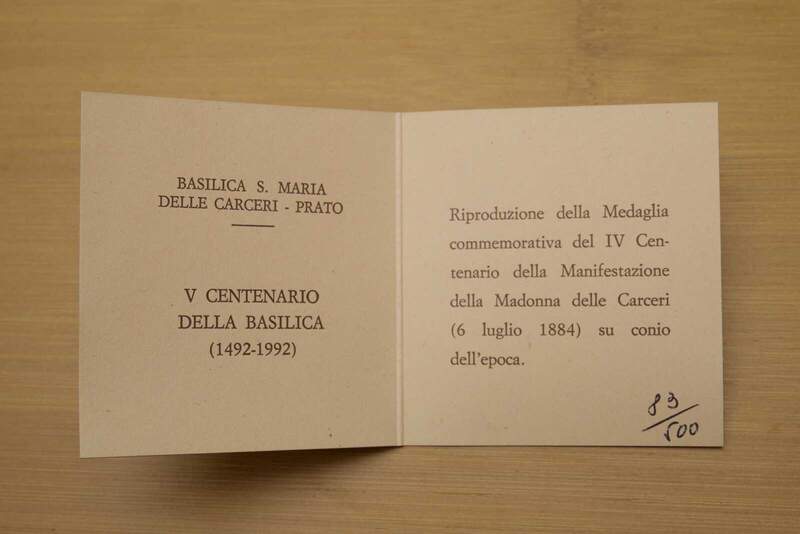 BASILICA S. MARIA
DELLE CARCERI - PRATO
V CENTENARIO
DELLA BASILICA
(1492-1992)
Riproduzione della Medaglia
commemorativa del IV Cen-
tenario della Manifestazione
della Madonna delle Carceri
(6 luglio 1884) su conio
dell'epoca.
83/500